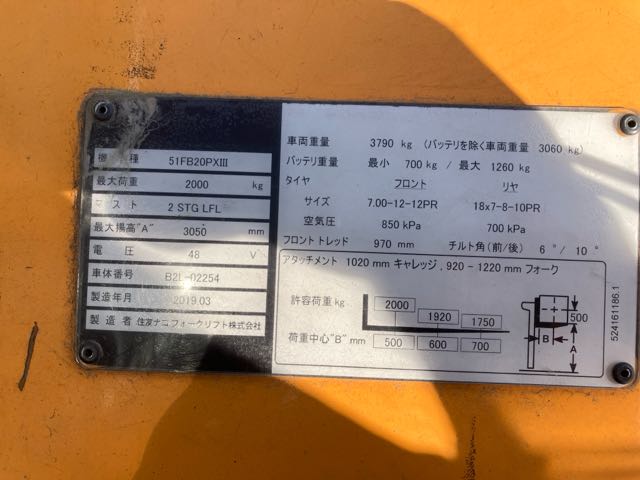 機 種 51FB20PXIII
最大荷重 2000 kg
マスト 2 STG LFL
最大揚高"A" 3050 mm
電 圧 48 V
車体番号 B2L-02254
製造年月 2019.03
製 造 者 住友ナコ フォークリフト株式会社
車両重量 3790 kg (バッテリを除く車両重量 3060 kg)
バッテリ重量 最小 700 kg / 最大 1260 kg
タイヤ フロント リヤ
サイズ 7.00-12-12PR 18x7-8-10PR
空気圧 850 kPa 700 kPa
フロント トレッド 970 mm チルト角(前/後) 6 °/ 10 °
アタッチメント 1020 mm キャレッジ, 920 - 1220 mm フォーク
許容荷重 kg 2000 1920 1750
荷重中心"B" mm 500 600 700
500
B
A
524161186.1